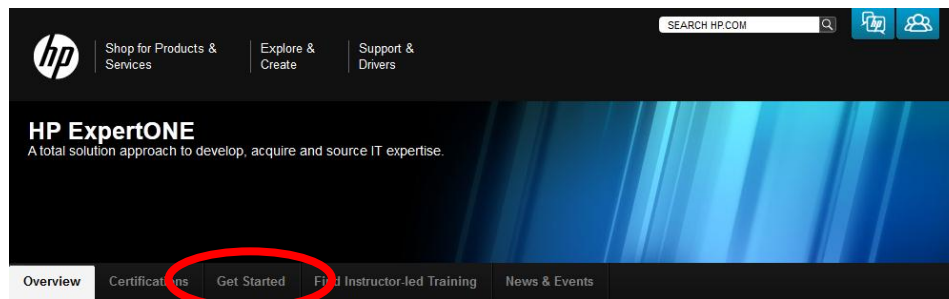 SEARCH HP.COM
hp
hp
Shop for Products &
Services
Explore &
Create
Support &
Drivers
HP ExpertONE
A total solution approach to develop, acquire and source IT expertise.
Overview
Certifications
Get Started
Find Instructor-led Training
News & Events